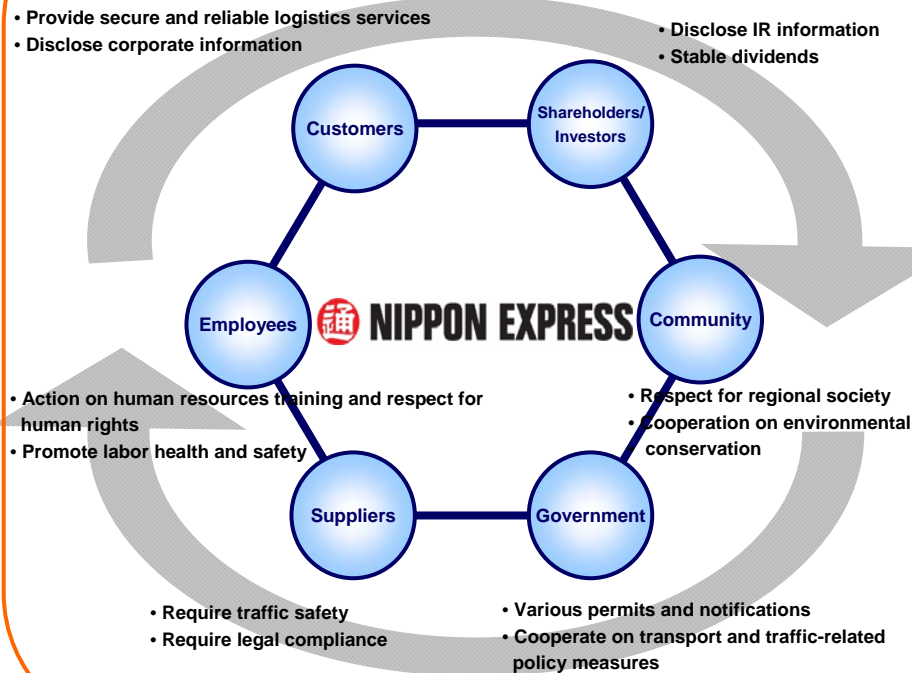 • Provide secure and reliable logistics services
• Disclose corporate information
• Disclose IR information
• Stable dividends
Customers
Shareholders/
Investors
Employees
通 NIPPON EXPRESS
Community
• Action on human resources training and respect for
human rights
• Promote labor health and safety
• Respect for regional society
• Cooperation on environmental
conservation
Suppliers
Government
• Require traffic safety
• Require legal compliance
• Various permits and notifications
• Cooperate on transport and traffic-related
policy measures